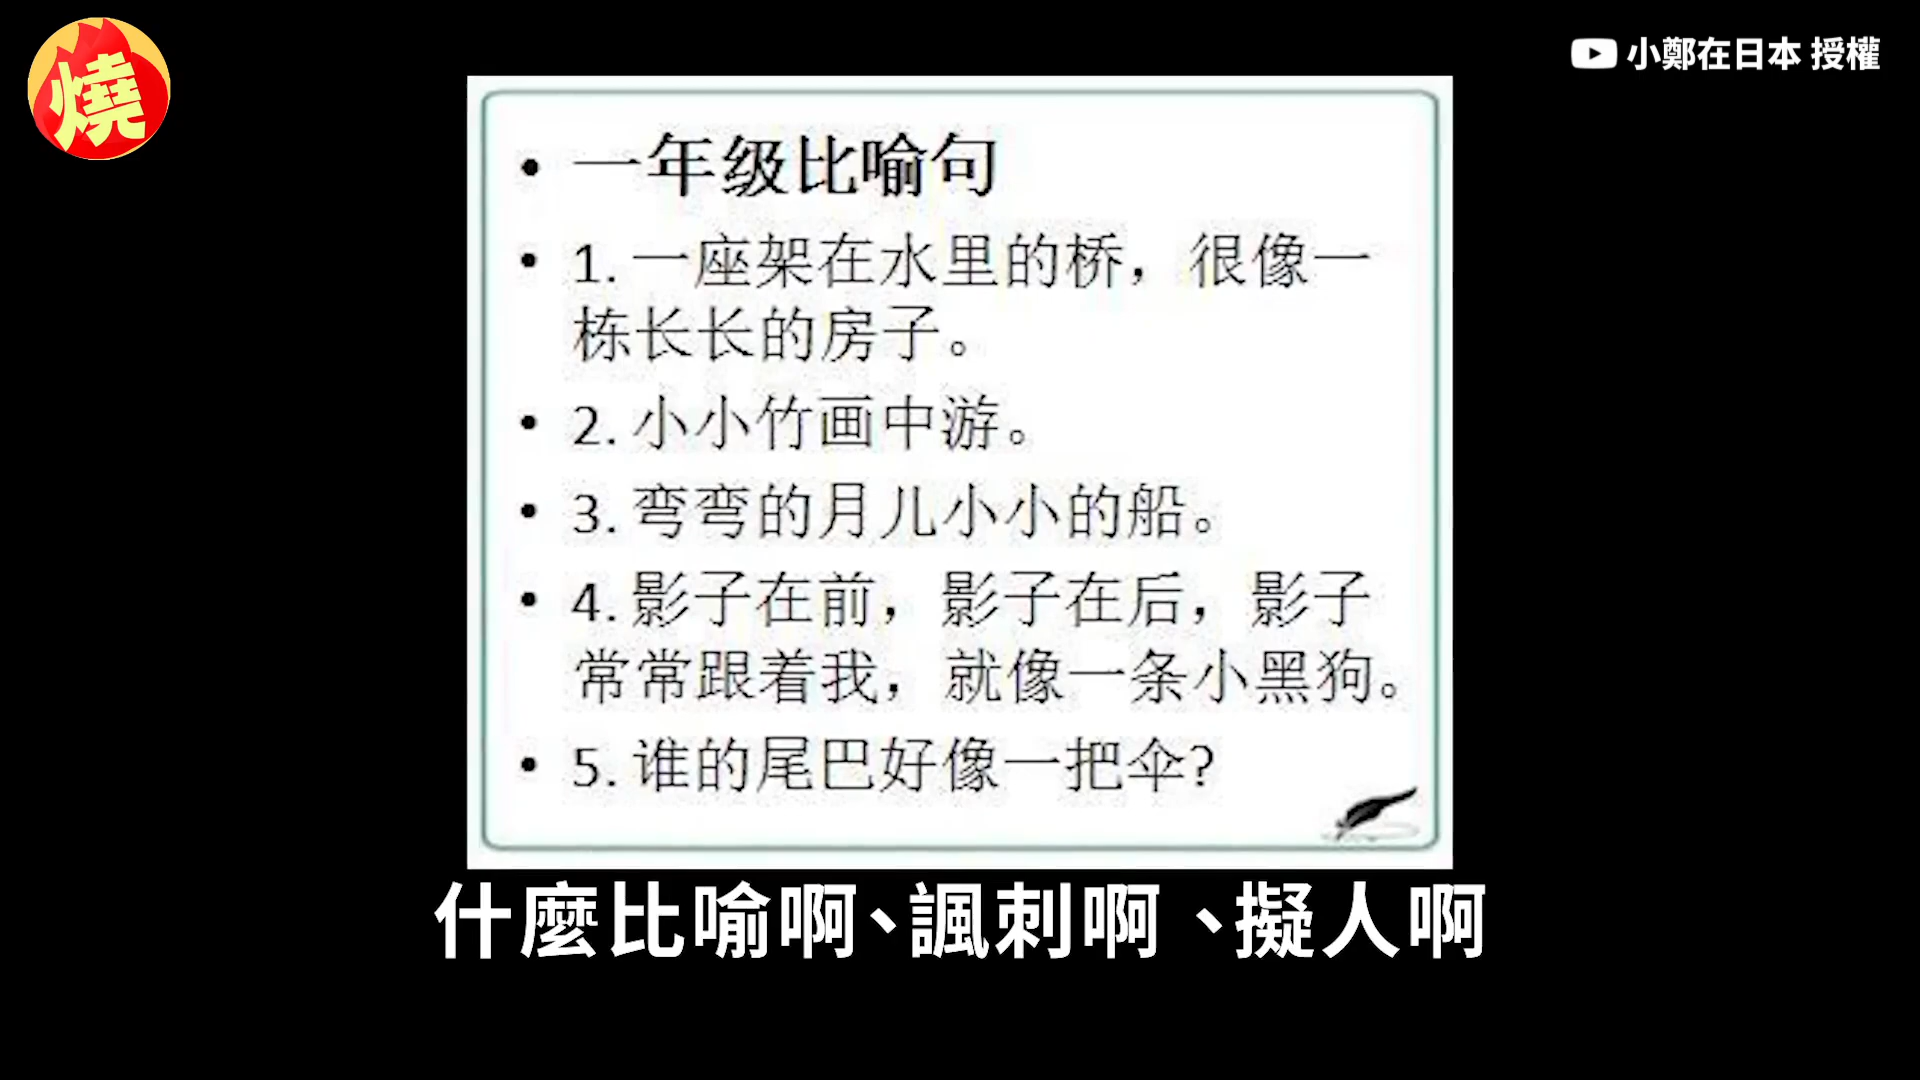 燒
小鄭在日本 授權
• 一年级比喻句
• 1. 一座架在水里的桥，很像一
栋长长的房子。
• 2. 小小竹画中游。
• 3. 弯弯的月儿小小的船。
• 4. 影子在前，影子在后，影子
常常跟着我，就像一条小黑狗。
• 5. 谁的尾巴好像一把伞?
什麼比喻啊、諷刺啊、擬人啊